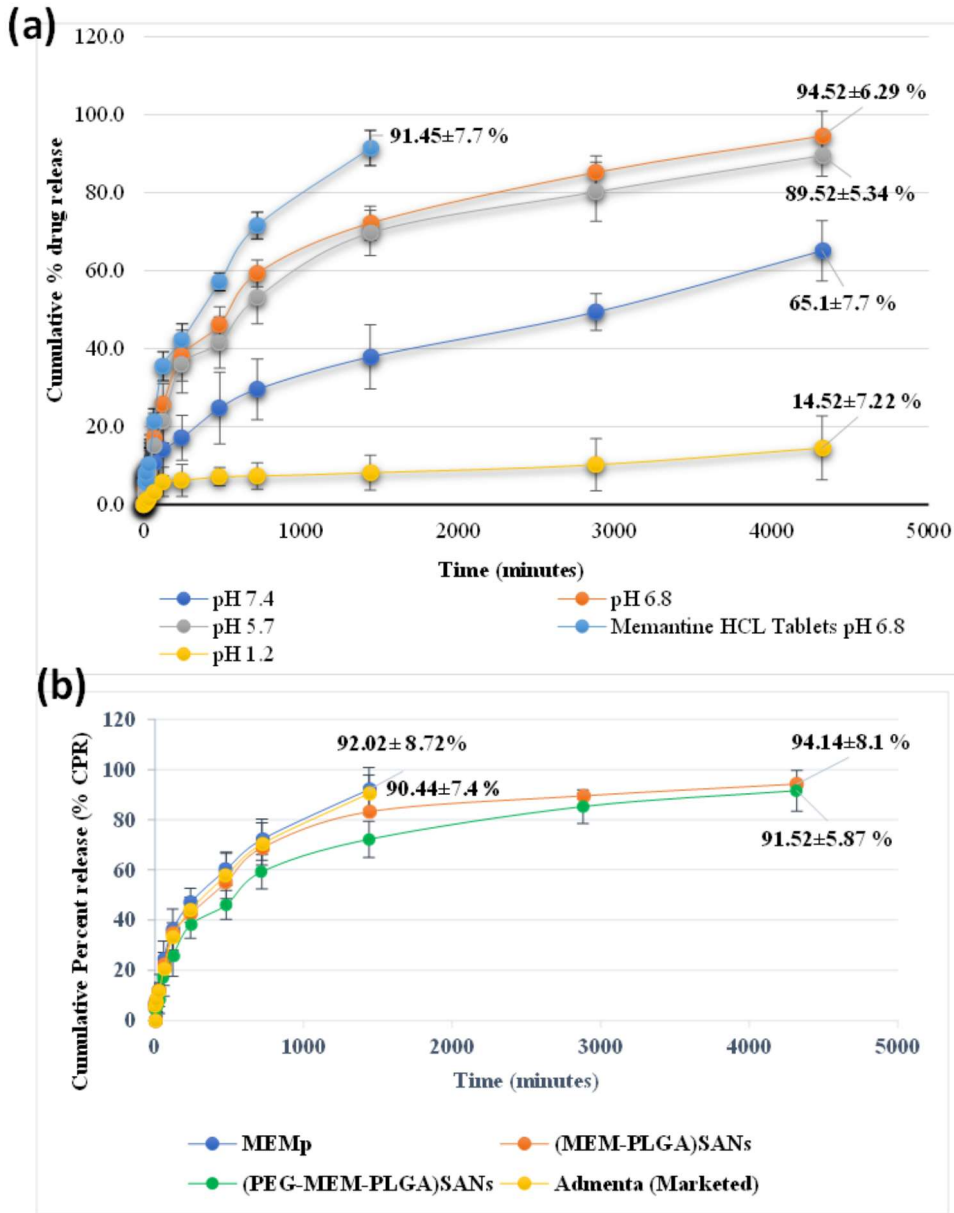 (a)
120.0
100.0
80.0
60.0
40.0
20.0
0.0
Cumulative % drug release
91.45±7.7 %
94.52±6.29 %
89.52±5.34 %
65.1±7.7 %
14.52±7.22 %
0 1000 2000 3000 4000 5000
Time (minutes)
pH 7.4 pH 6.8
pH 5.7 Memantine HCL Tablets pH 6.8
pH 1.2
(b)
120
100
80
60
40
20
0
Cumulative Percent release (% CPR)
92.02± 8.72%
94.14±8.1 %
90.44±7.4 %
91.52±5.87 %
0 1000 2000 3000 4000 5000
Time (minutes)
MEMp (MEM-PLGA)SANs
(PEG-MEM-PLGA)SANs Admenta (Marketed)